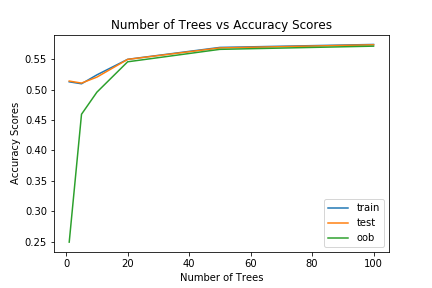 Number of Trees vs Accuracy Scores
Accuracy Scores
0.55
0.50
0.45
0.40
0.35
0.30
0.25
train
test
oob
0 20 40 60 80 100
Number of Trees